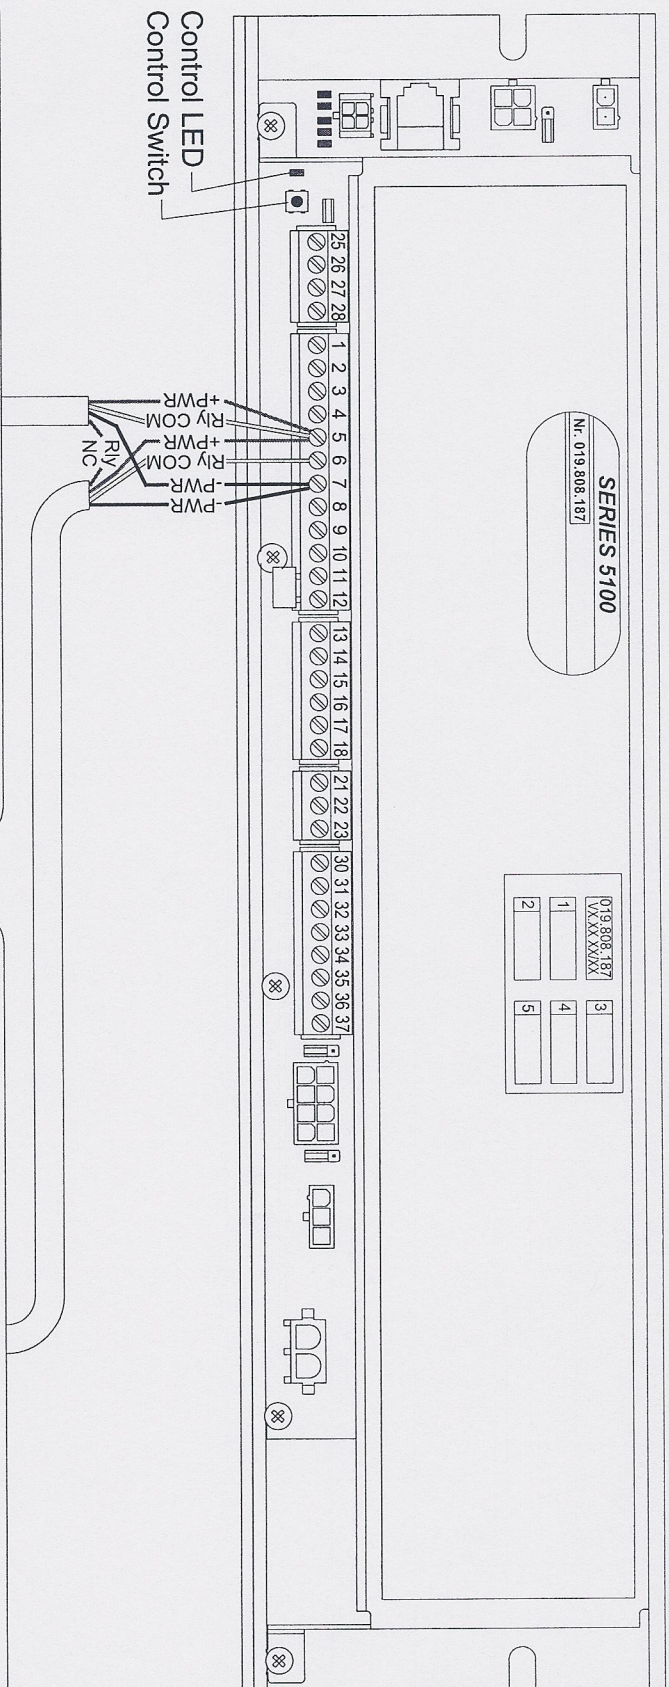 Control LED
Control Switch
25 26 27 28
1 2 3 4 5 6 7 8 9 10 11 12
13 14 15 16 17 18
21 22 23
30 31 32 33 34 35 36 37
+PWR
Rly COM
+PWR
Rly COM
-PWR
-PWR
Rly
NC
SERIES 5100
Nr. 019.808.187
019.808.187
VX.XX XX/XX
1
2
3
4
5